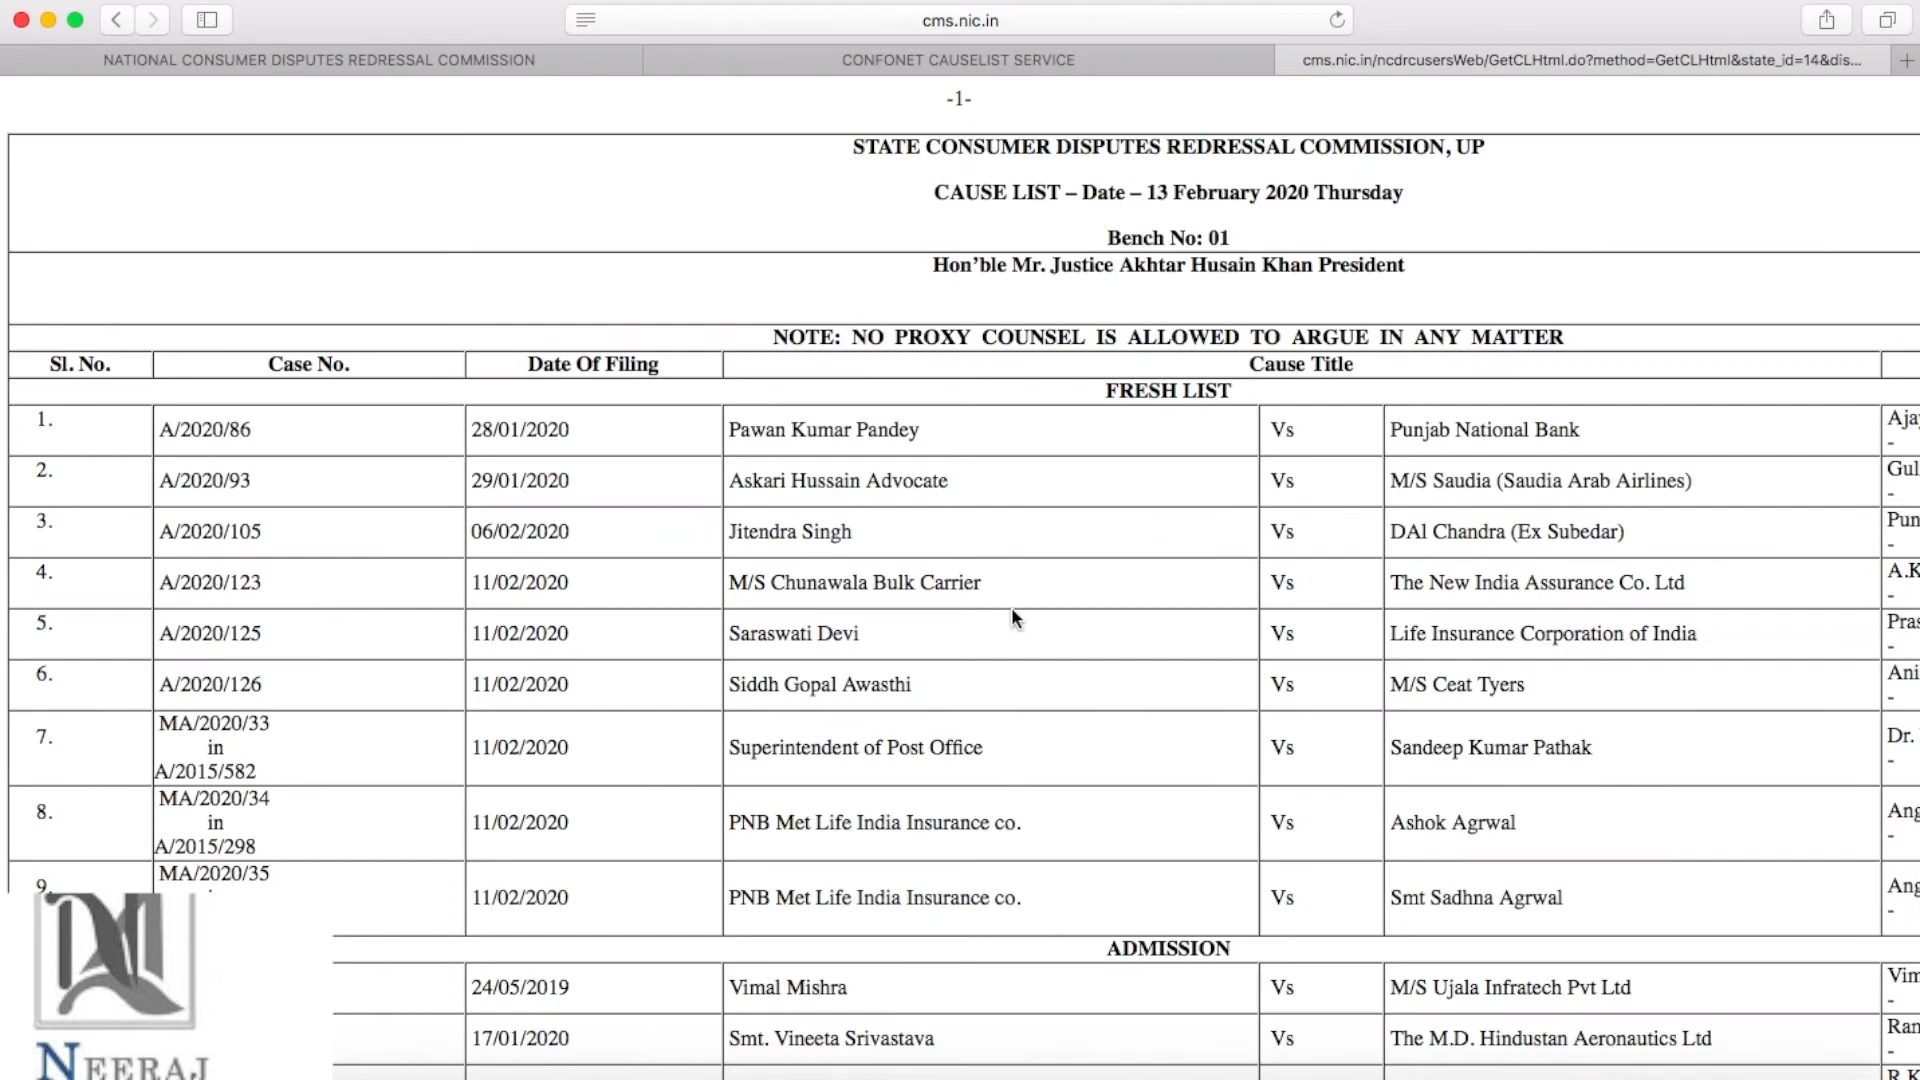 cms.nic.in
NATIONAL CONSUMER DISPUTES REDRESSAL COMMISSION
CONFONET CAUSELIST SERVICE
cms.nic.in/ncdrcusersWeb/GetCLHtml.do?method=GetCLHtml&state_id=14&dis...
-1-
STATE CONSUMER DISPUTES REDRESSAL COMMISSION, UP
CAUSE LIST – Date – 13 February 2020 Thursday
Bench No: 01
Hon’ble Mr. Justice Akhtar Husain Khan President
NOTE: NO PROXY COUNSEL IS ALLOWED TO ARGUE IN ANY MATTER
Sl. No. Case No. Date Of Filing Cause Title
FRESH LIST
1. A/2020/86 28/01/2020 Pawan Kumar Pandey Vs Punjab National Bank
-
2. A/2020/93 29/01/2020 Askari Hussain Advocate Vs M/S Saudia (Saudia Arab Airlines)
-
3. A/2020/105 06/02/2020 Jitendra Singh Vs DAl Chandra (Ex Subedar)
-
4. A/2020/123 11/02/2020 M/S Chunawala Bulk Carrier Vs The New India Assurance Co. Ltd
-
5. A/2020/125 11/02/2020 Saraswati Devi Vs Life Insurance Corporation of India
-
6. A/2020/126 11/02/2020 Siddh Gopal Awasthi Vs M/S Ceat Tyers
-
7. MA/2020/33
in
A/2015/582 11/02/2020 Superintendent of Post Office Vs Sandeep Kumar Pathak Dr.
-
8. MA/2020/34
in
A/2015/298 11/02/2020 PNB Met Life India Insurance co. Vs Ashok Agrwal
-
9. MA/2020/35
11/02/2020 PNB Met Life India Insurance co. Vs Smt Sadhna Agrwal
-
ADMISSION
24/05/2019 Vimal Mishra Vs M/S Ujala Infratech Pvt Ltd
-
17/01/2020 Smt. Vineeta Srivastava Vs The M.D. Hindustan Aeronautics Ltd
-
NEERAJ